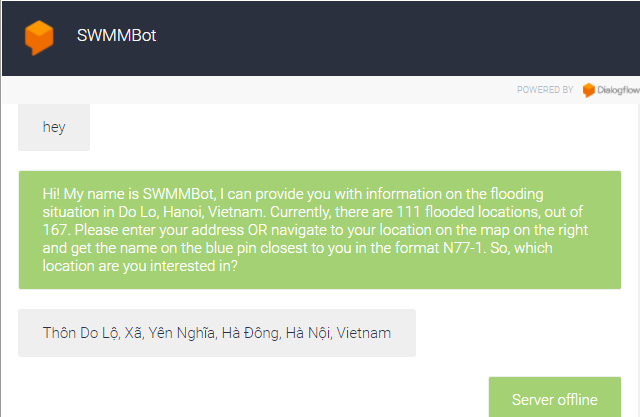 SWMMBot
POWERED BY Dialogflow
hey
Hi! My name is SWMMBot, I can provide you with information on the flooding
situation in Do Lo, Hanoi, Vietnam. Currently, there are 111 flooded locations, out of
167. Please enter your address OR navigate to your location on the map on the right
and get the name on the blue pin closest to you in the format N77-1. So, which
location are you interested in?
Thôn Do Lộ, Xã, Yên Nghĩa, Hà Đông, Hà Nội, Vietnam
Server offline